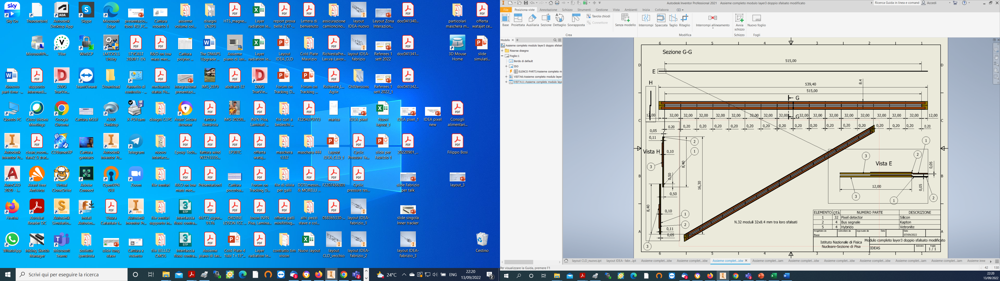 Sky Go
Thunderbird
Autodesk Desktop App
Skype
Microsoft Edge
presentazio... fbosi RD_FC...
Cattura roberto 1
assieme volume col...
disegni LN2P3
HTS_magne...
Layer radiation le...
report prova belle 2 07-...
Lettera di benvenuto
assicurazione camioncino...
layout IDEA-nuovo
Layout Zona Interazion...
doc041340...
particolari maschera m...
offerta watajet ce...
MicrosoftPr...
Vibe
WinSCP
LMTOOLS Utility
STYCAST 2850FT-EN
R&D on low mass mec...
Cattura polytec ...
The DMAPS Upgrade ...
Assieme piano di lav...
Layer radiation le...
Layout IDEA_CLD
Cold Plate Maurizio
RichiestaPre... Lav.va-Lavor...
layout IDEA-fabrizio
Referees 1 sett 2022
doc041341...
3D Mouse Home
slide simulati...
Rinnovo part-time -...
supporto intermedi...
DWG TrueVie...
TeamViewer
Download
Pannello di controllo - ...
mechanics status Pis...
integrazione presentazi...
IMG_2879
abstract-32
DWG TrueVie...
Forum on Tracking D...
Forum on Tracking ...
Richiesta_L... Agile
OldVersions
Referees 1 sett 2022_1
doc041342...
Questo PC
Cisco Webex Meetings
Google Chrome
Cattura M55J
A360 Desktop
X-PDFsam
disegni CEPC
Avast Secure Browser
fattura iberdrola
IMG-20200...
INFN Pisa, Laminati ...
file dati a bedeschi ...
F2204379773
marisa
IDEA pixel
Nuovi layout_1
IDEA pixel_1
IDEA pixel new
Consigli alimentari...
Autodesk Inventor Pr...
clean_room... fase2_9_trat...
CDBurnerXP
Cattura gennaro
Autodesk Inventor Pr...
Telegram
nuovo interfacc...
Epoxy-Tech...
fattura wind W2213335...
EP30TC
offerta wataj...
maschera 1332
maschera 444
Layout IDEA_CLD_1
Cyclic Pressure Te...
slide per Fabrizio 1
20220901_...
Filippo Bosi
AutoCAD 2020 - I...
Avast Free Antivirus
Virtual CloneDrive
Adobe Connect
OpenVPN GUI
Zoom
file venturi
R&D on low mass mec...
Presentation1
Cattura pocofoa...
Forum on Tracking D...
file di silvia per galli
DDTEmesso... & MORELLI ...
F2207456301
Cyclic pressure tes...
slide Fabrizio per talk
layout_3
Firefox
Acrobat Reader DC
Autodesk Simulatio...
Install Autodes...
Visura Catastale t...
Autodesk Inventor Pr...
file venturi supporto in...
Interfaccia flussi contra...
46772_signe... 9176
ORDINE LOSON FCC ...
loson INFN Pisa, Lamina...
offerta galli minifitting...
altri pezzi stave e col...
058365330-...
layout IDEA-fabrizio_1
slide singola Inner tracker
WhatsApp
Inkling Sketch Manager
Microsoft Teams
bollette iperdrola
slide long stave
Cattura x roberto
file BELLE2 CMOS
Interfaccia flussi contra...
Assieme piano di lav...
Cold Plate 4 Tubi T=15°...
Layer radiation le...
contratto tim vision
Nuovi layout
layout CLD_vecchio
layout IDEA-fabrizio_2
layout IDEA-fabrizio_3
Cestino
Scrivi qui per eseguire la ricerca
24°C
ENG
22:20
13/09/2022
Autodesk Inventor Professional 2021 Assieme completo modulo layer3 doppio sfalsato modificato
Ricerca Guida in linea e comand
Accedi
File Posiziona viste Annotazione Schizzo Strumenti Gestione Vista Ambienti Inizia Collabora
Base Proiettata Ausiliaria Sezione Dettaglio Sovrapposta
Tavola chiodi
Connettore
Senza modello Interrompi Spaccata Taglio Ritaglio
Interrompi allineamento
Avvia schizzo
Nuovo foglio
Crea Modifica Schizzo Fogli
Modello
Assieme completo modulo layer3 doppio sfalsat
Risorse disegno
Foglio:1
Bordo di default
ISO
ELENCO PARTI:Assieme completo m
VISTA6:Assieme completo modulo layer
VISTA11:Assieme completo modulo laye
6 5 4 3 2 1
D C B A
Sezione G-G
515,00
E
H
539,40
8.4
515,00
G
G
12,00 32,00 32,00 32,00 32,00 32,00 32,00 32,00 32,00 32,00 32,00 32,00 32,00 32,00 32,00 32,00 32,00 12,00
0.20 0,20 0,20 0,20 0,20 0,20 0,20 0,20 0,20 0,20 0,20 0,20 0,20 0,20 0,20 0,20 0.20
0,05
0,11
Vista H
0,10
8,40
0,50
0,50
16,30
8,40
0,10
0,11
0,05
3 2 1
3 1 2
Vista E
12,00
0,05
0,05
3 2 1
3 1 2
N.32 moduli 32x8.4 mm tra loro sfalsati
ELEMENTO QTÀ NUMERO PARTE DESCRIZIONE
1 32 Pixel detector Silicon
2 4 Bus segnale Kapton
5 4 Hybrido Vetronite
Progettato da
fbosi
Controllato da
Approvato da
Data
Data
07/09/2022
Istituto Nazionale di Fisica
Nucleare-Sezione di Pisa
Modulo completo layer3 doppio sfalsato modificato
IDEAS
Edizione
Foglio
1 / 1
6 5 4 3 2 1
layout CLD_nuovo.ipt
layout IDEA- fabr...ipt
Assieme complet...idw
Assieme complet...idw
Assieme complet...idw
Assieme complet...iam
Assieme complet...idw
Assieme complet...idw
Assieme complet...idw
Assieme complet...iam
Assieme complet...iam
Assieme inne
Per visualizzare la Guida, premere F1
42 130
22:20
13/09/2022